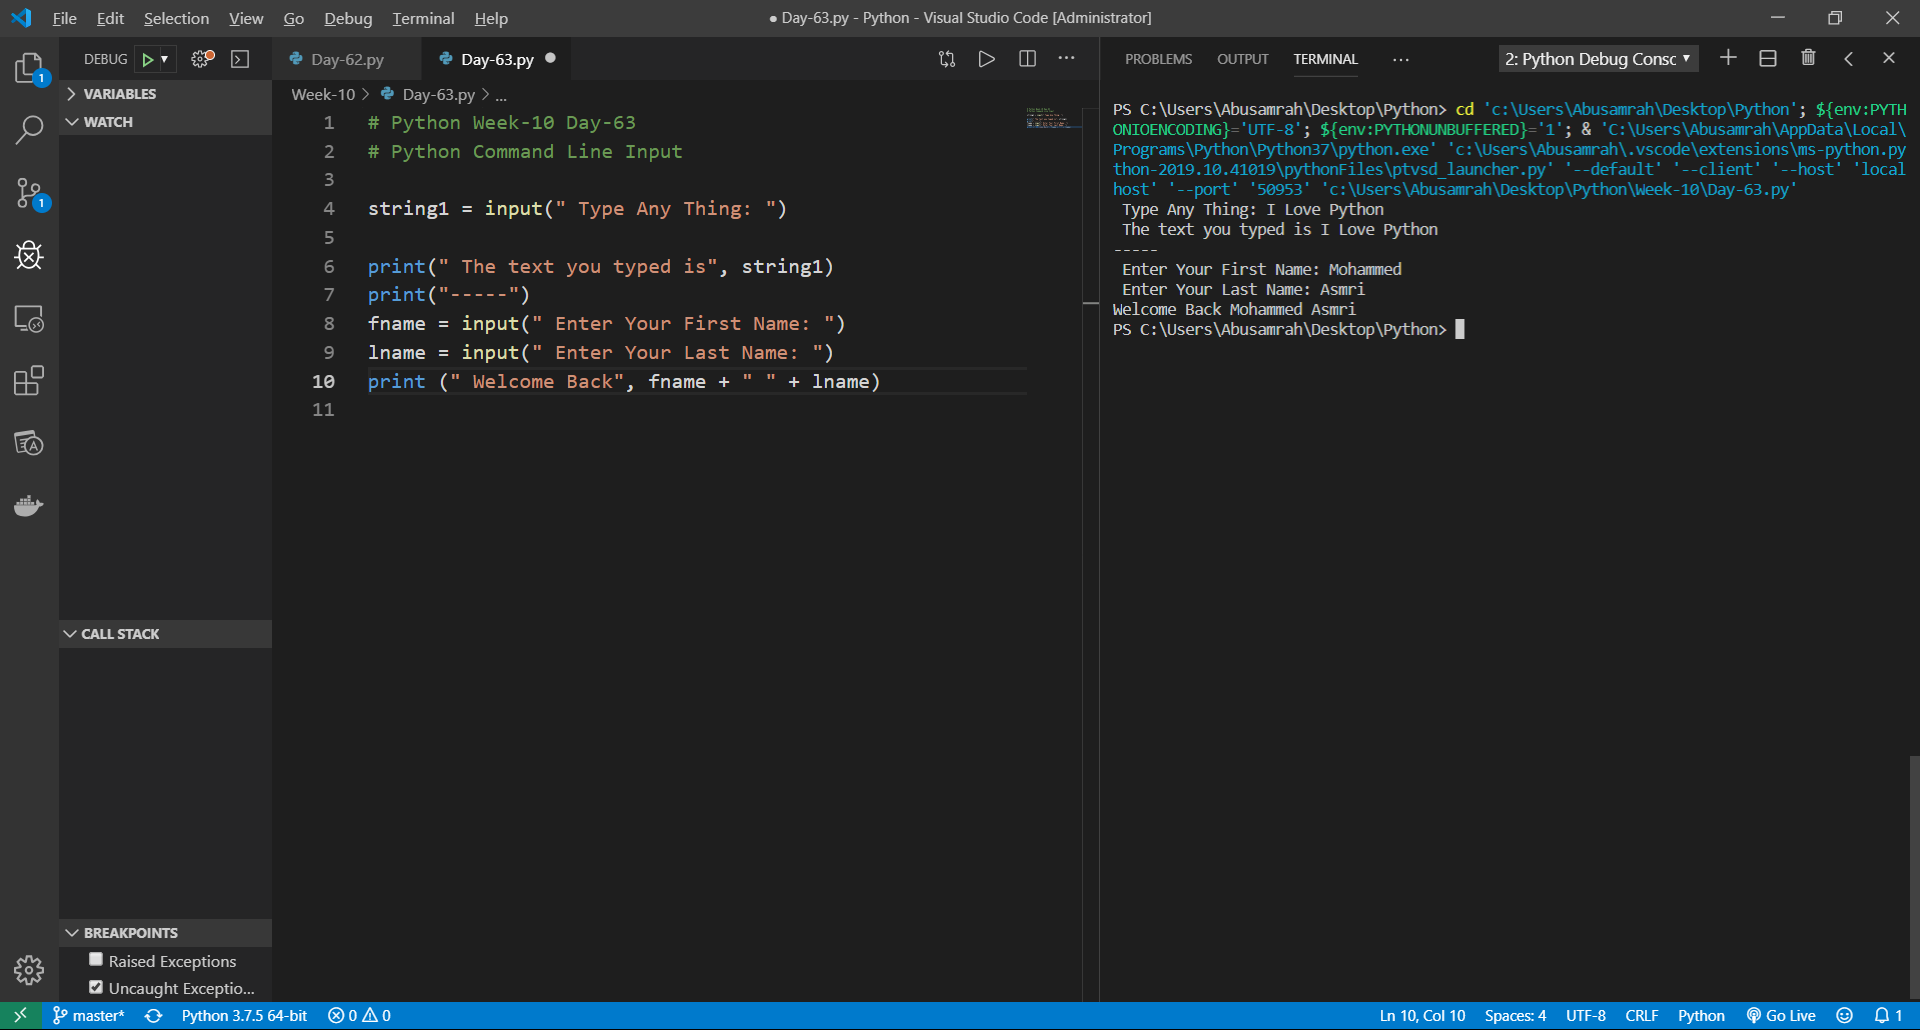 File Edit Selection View Go Debug Terminal Help
● Day-63.py - Python - Visual Studio Code [Administrator]
DEBUG
Day-62.py
Day-63.py
PROBLEMS OUTPUT TERMINAL ...
2: Python Debug Consc
VARIABLES
WATCH
CALL STACK
BREAKPOINTS
Raised Exceptions
Uncaught Exceptio...
1
1
Week-10 > Day-63.py > ...
1 # Python Week-10 Day-63
2 # Python Command Line Input
3
4 string1 = input(" Type Any Thing: ")
5
6 print(" The text you typed is", string1)
7 print("-----")
8 fname = input(" Enter Your First Name: ")
9 lname = input(" Enter Your Last Name: ")
10 print (" Welcome Back", fname + " " + lname)
11
PS C:\Users\Abusamrah\Desktop\Python> cd 'c:\Users\Abusamrah\Desktop\Python'; ${env:PYTH
ONIOENCODING}='UTF-8'; ${env:PYTHONUNBUFFERED}='1'; & 'C:\Users\Abusamrah\AppData\Local\
Programs\Python\Python37\python.exe' 'c:\Users\Abusamrah\.vscode\extensions\ms-python.py
thon-2019.10.41019\pythonFiles\ptvsd_launcher.py' '--default' '--client' '--host' 'local
host' '--port' '50953' 'c:\Users\Abusamrah\Desktop\Python\Week-10\Day-63.py'
Type Any Thing: I Love Python
The text you typed is I Love Python
-----
Enter Your First Name: Mohammed
Enter Your Last Name: Asmri
Welcome Back Mohammed Asmri
PS C:\Users\Abusamrah\Desktop\Python>
master* Python 3.7.5 64-bit 0 0
Ln 10, Col 10 Spaces: 4 UTF-8 CRLF Python Go Live 1